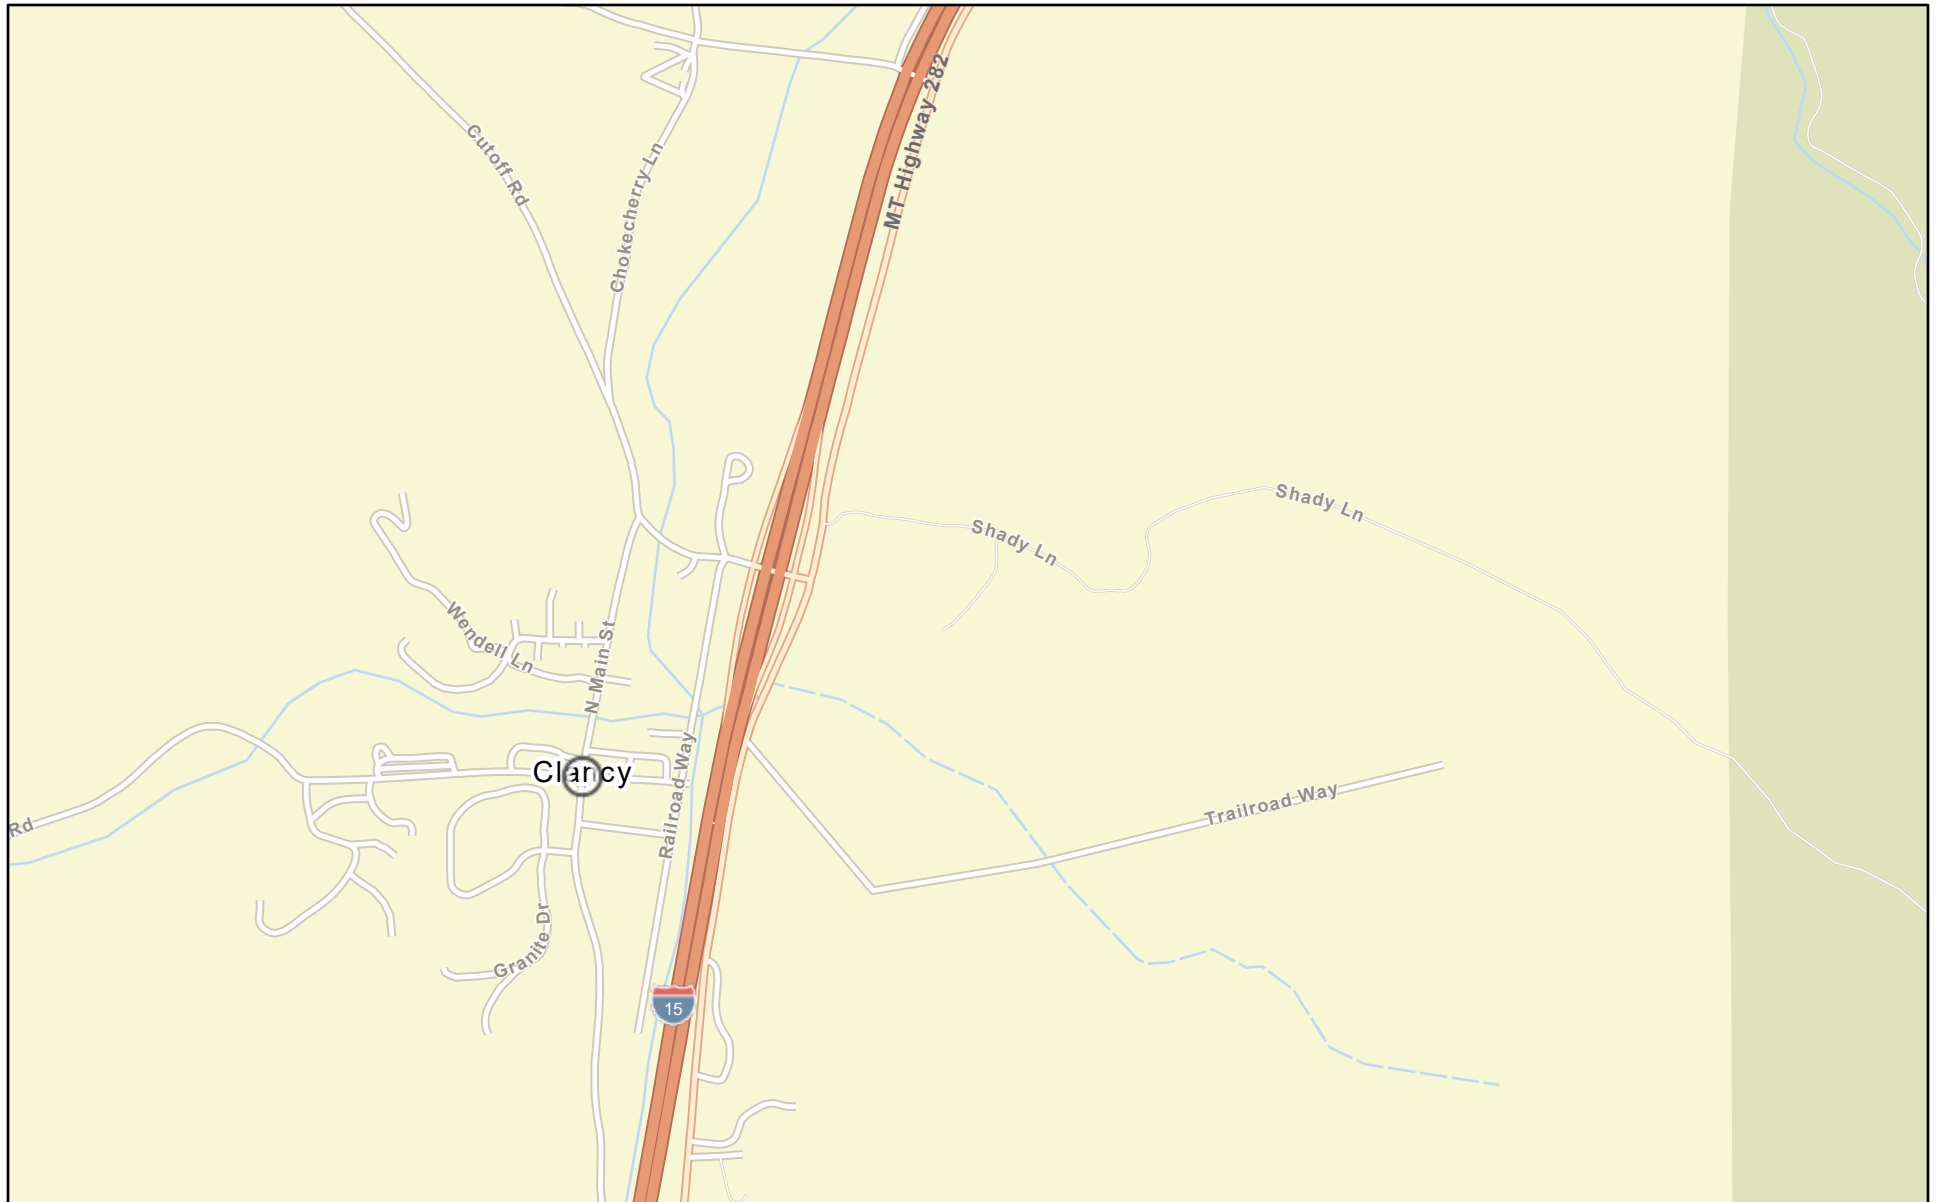 MT Highway 282
Cutoff Rd
Chokecherry Ln
Shady Ln
Shady Ln
Wendell Ln
N Main St
Clancy
Railroad Way
Trailroad Way
Rd
Granite Dr
15